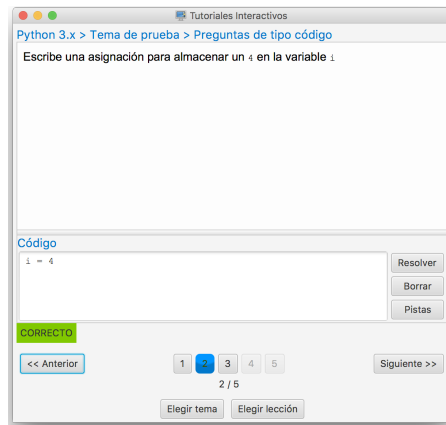 Tutoriales Interactivos
Python 3.x > Tema de prueba > Preguntas de tipo código
Escribe una asignación para almacenar un 4 en la variable i
Código
i = 4
Resolver
Borrar
Pistas
CORRECTO
<< Anterior 1 2 3 4 5 Siguiente >>
2 / 5
Elegir tema Elegir lección